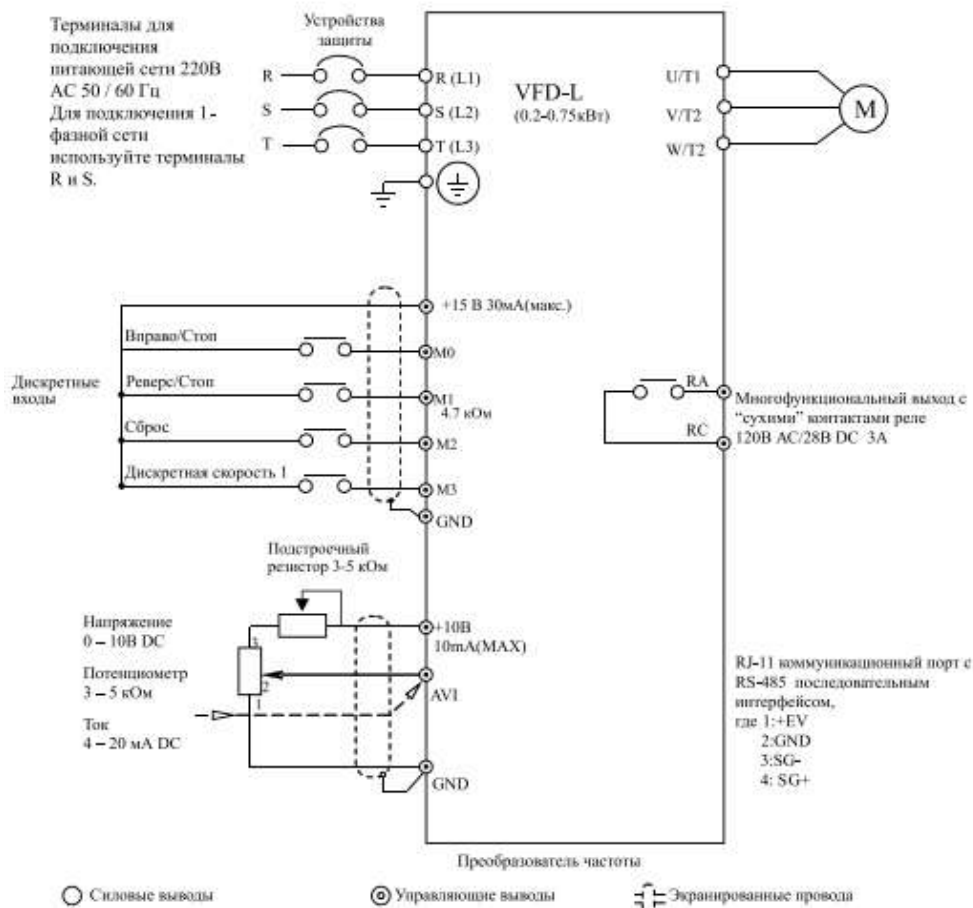 Терминалы для
подключения
питающей сети 220В
AC 50 / 60 Гц
Для подключения 1-
фазной сети
используйте терминалы
R и S.
Устройства
защиты
R
S
T
R (L1)
S (L2)
T (L3)
VFD-L
(0.2-0.75кВт)
U/T1
V/T2
W/T2
M
Дискретные
входы
+15 В 30мА(макс.)
Вправо/Стоп
M0
Реверс/Стоп
M1
4.7 кОм
Сброс
M2
Дискретная скорость 1
M3
GND
RA
RC
Многофункциональный выход с
“сухими” контактами реле
120В AC/28В DC 3A
Подстроечный
резистор 3-5 кОм
Напряжение
0 – 10В DC
Потенциометр
3 – 5 кОм
Ток
4 – 20 мА DC
3
2
1
+10В
10mA(MAX)
AVI
GND
RJ-11 коммуникационный порт с
RS-485 последовательным
интерфейсом,
где 1:+EV
2:GND
3:SG-
4: SG+
Преобразователь частоты
Силовые выводы
Управляющие выводы
Экранированные провода